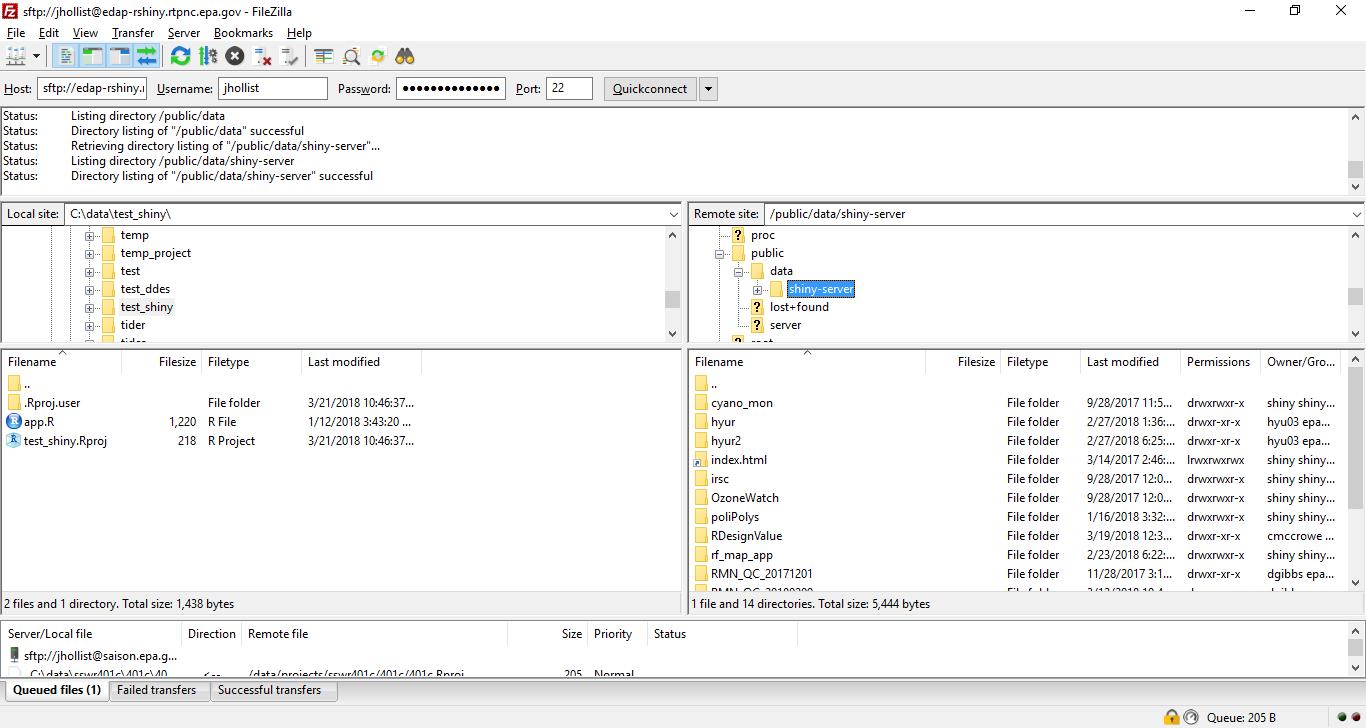 sftp://jhollist@edap-rshiny.rtpnc.epa.gov - FileZilla
File Edit View Transfer Server Bookmarks Help
Host: sftp://edap-rshiny.r Username: jhollist Password: ●●●●●●●●●●●●●● Port: 22 Quickconnect
Status: Listing directory /public/data
Status: Directory listing of "/public/data" successful
Status: Retrieving directory listing of "/public/data/shiny-server"...
Status: Listing directory /public/data/shiny-server
Status: Directory listing of "/public/data/shiny-server" successful
Local site: C:\data\test_shiny\
temp
temp_project
test
test_ddes
test_shiny
tider
Remote site: /public/data/shiny-server
? proc
public
data
shiny-server
? lost+found
? server
Filename Filesize Filetype Last modified
..
.Rproj.user File folder 3/21/2018 10:46:37...
app.R 1,220 R File 1/12/2018 3:43:20 ...
test_shiny.Rproj 218 R Project 3/21/2018 10:46:37...
2 files and 1 directory. Total size: 1,438 bytes
Filename Filesize Filetype Last modified Permissions Owner/Gro...
..
cyano_mon File folder 9/28/2017 11:5... drwxrwxr-x shiny shiny...
hyur File folder 2/27/2018 1:36:... drwxr-xr-x hyu03 epa...
hyur2 File folder 2/27/2018 6:25:... drwxr-xr-x hyu03 epa...
index.html File folder 3/14/2017 2:46:... lrwxrwxrwx shiny shiny...
irsc File folder 9/28/2017 12:0... drwxrwxr-x shiny shiny...
OzoneWatch File folder 9/28/2017 12:0... drwxrwxr-x shiny shiny...
poliPolys File folder 1/16/2018 3:32:... drwxrwxr-x shiny shiny...
RDesignValue File folder 3/19/2018 12:3... drwxr-xr-x cmccrowe ...
rf_map_app File folder 2/23/2018 6:22:... drwxrwxr-x shiny shiny...
RMN_QC_20171201 File folder 11/28/2017 3:1... drwxr-xr-x dgibbs epa...
1 file and 14 directories. Total size: 5,444 bytes
Server/Local file Direction Remote file Size Priority Status
sftp://jhollist@saison.epa.g...
C:\data\sswr401c\401c\40... <-- /data/projects/sswr401c/401c/401c.Rproj 205 Normal
Queued files (1) Failed transfers Successful transfers
Queue: 205 B